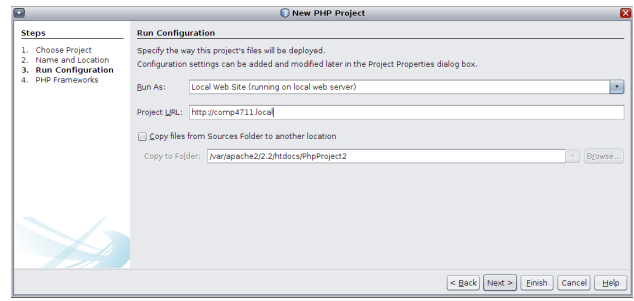 New PHP Project
Steps
1. Choose Project
2. Name and Location
3. Run Configuration
4. PHP Frameworks
Run Configuration
Specify the way this project's files will be deployed.
Configuration settings can be added and modified later in the Project Properties dialog box.
Run As: Local Web Site (running on local web server)
Project URL: http://comp4711.local
Copy files from Sources Folder to another location
Copy to Folder: /var/apache2/2.2/htdocs/PhpProject2 Browse...
< Back Next > Finish Cancel Help